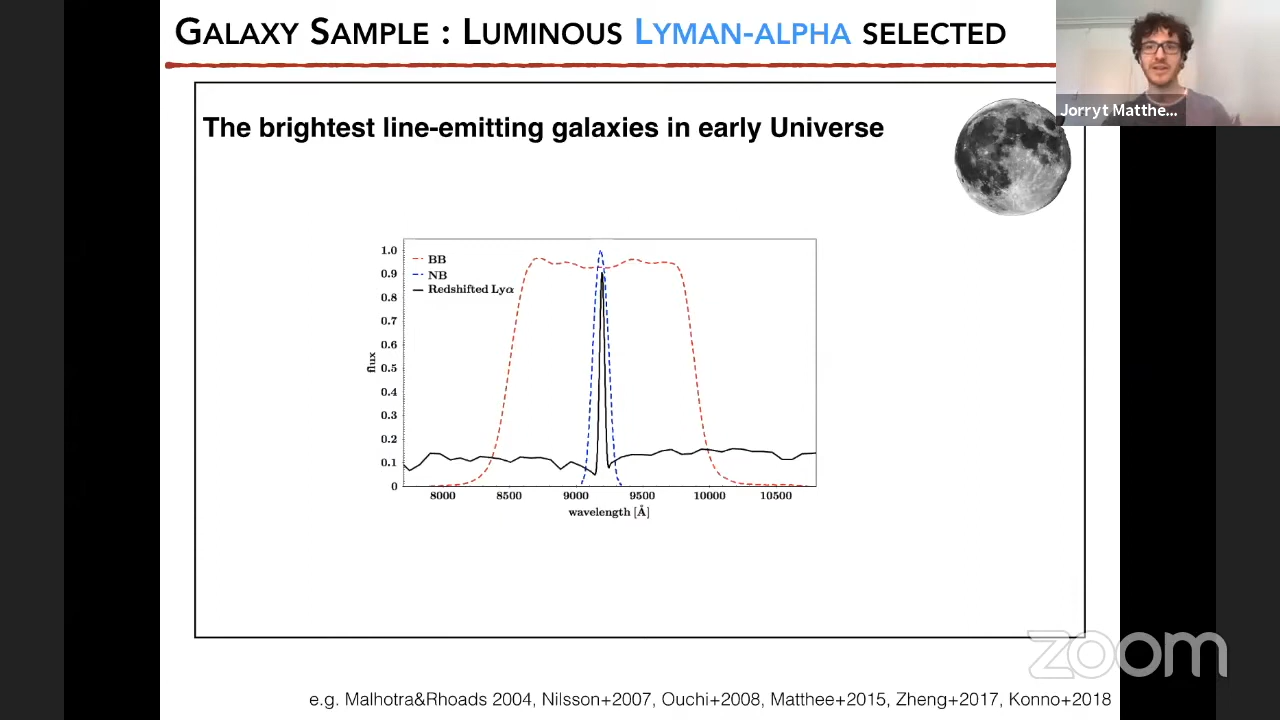 GALAXY SAMPLE : LUMINOUS LYMAN-ALPHA SELECTED
Jorryt Matthe...
The brightest line-emitting galaxies in early Universe
BB
NB
Redshifted Lyα
1.0
0.9
0.8
0.7
0.6
0.5
0.4
0.3
0.2
0.1
0
flux
8000 8500 9000 9500 10000 10500
wavelength [Å]
zoom
e.g. Malhotra&Rhoads 2004, Nilsson+2007, Ouchi+2008, Matthee+2015, Zheng+2017, Konno+2018